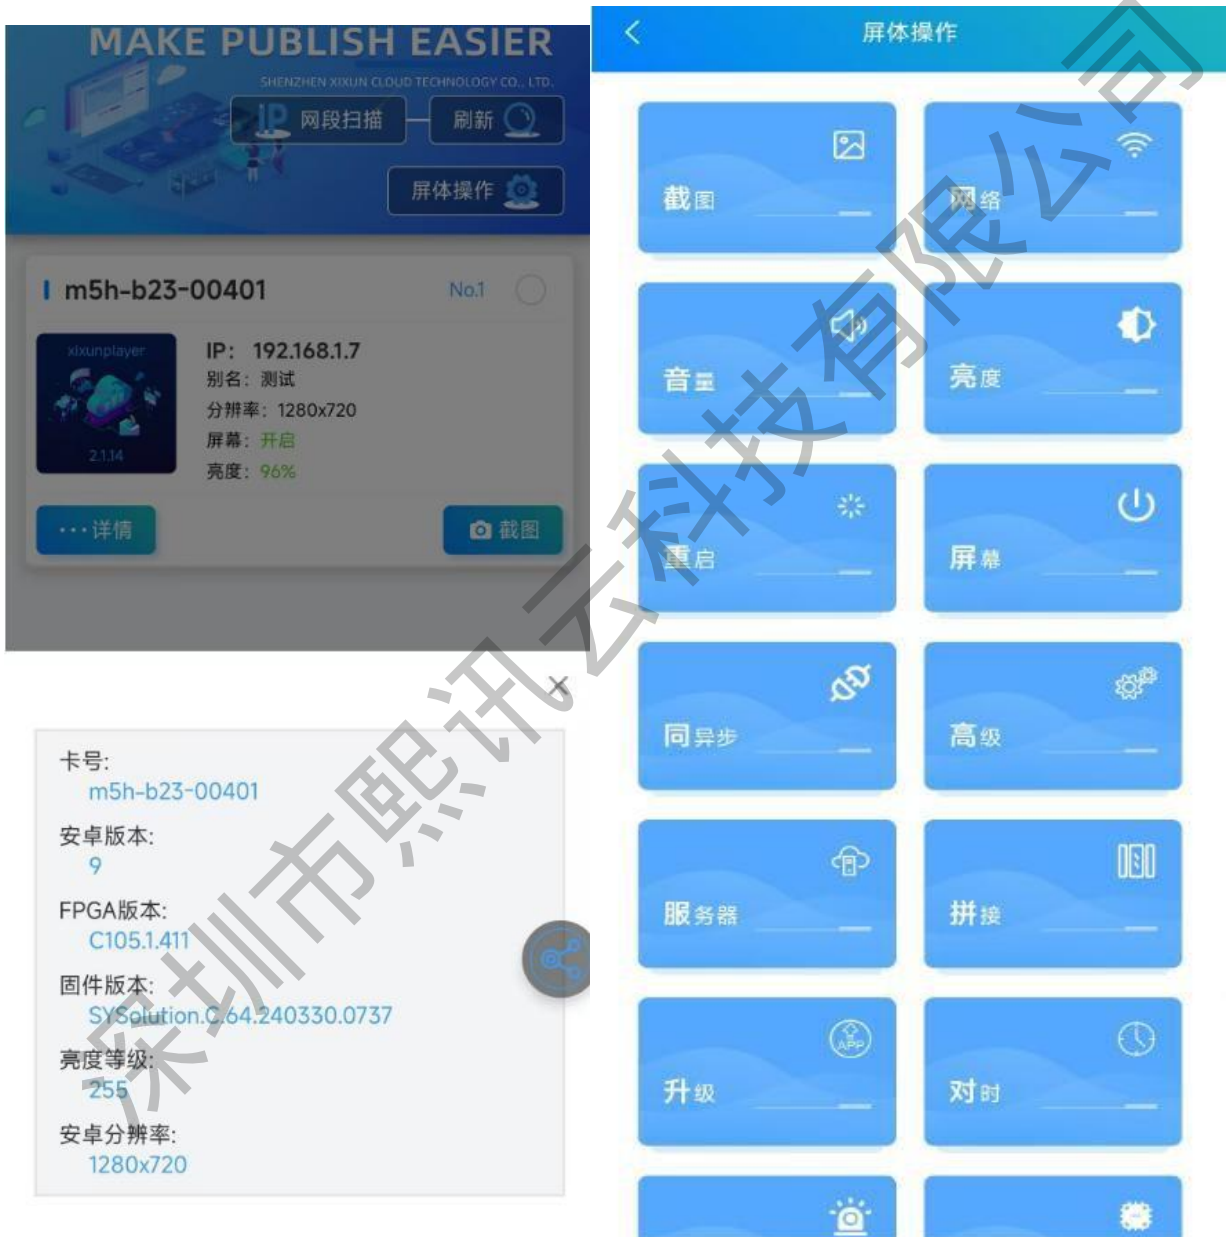 MAKE PUBLISH EASIER
SHENZHEN XIXUN CLOUD TECHNOLOGY CO., LTD.
IP 网段扫描
刷新
屏体操作
m5h-b23-00401
No.1
xixunplayer
2.1.14
IP： 192.168.1.7
别名：测试
分辨率：1280x720
屏幕：开启
亮度：96%
···详情
截图
卡号:
m5h-b23-00401
安卓版本:
9
FPGA版本:
C105.1.411
固件版本:
SYSolution.C.64.240330.0737
亮度等级:
255
安卓分辨率:
1280x720
屏体操作
截图
网络
音量
亮度
重启
屏幕
同异步
高级
服务器
拼接
APP
升级
对时
深圳市熙讯云科技有限公司